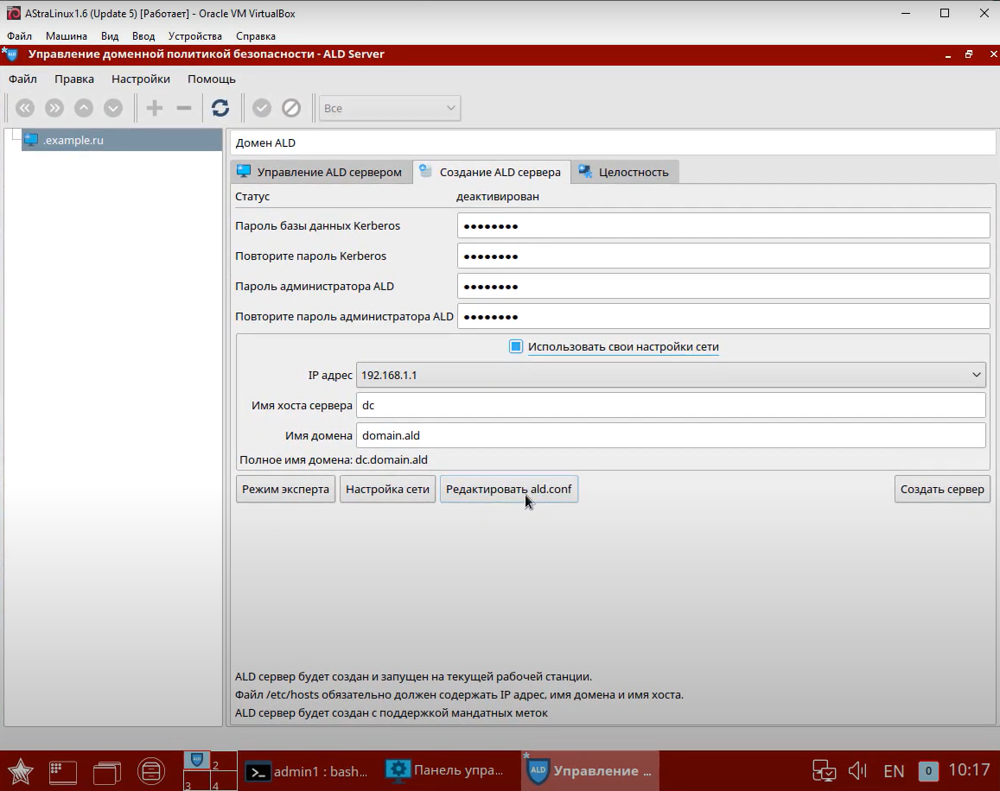 AStraLinux1.6 (Update 5) [Работает] - Oracle VM VirtualBox
Файл Машина Вид Ввод Устройства Справка
Управление доменной политикой безопасности - ALD Server
Файл Правка Настройки Помощь
Все
.example.ru
Домен ALD
Управление ALD сервером Создание ALD сервера Целостность
Статус деактивирован
Пароль базы данных Kerberos ●●●●●●●●
Повторите пароль Kerberos ●●●●●●●●
Пароль администратора ALD ●●●●●●●●
Повторите пароль администратора ALD ●●●●●●●●
Использовать свои настройки сети
IP адрес 192.168.1.1
Имя хоста сервера dc
Имя домена domain.ald
Полное имя домена: dc.domain.ald
Режим эксперта Настройка сети Редактировать ald.conf Создать сервер
ALD сервер будет создан и запущен на текущей рабочей станции.
Файл /etc/hosts обязательно должен содержать IP адрес, имя домена и имя хоста.
ALD сервер будет создан с поддержкой мандатных меток
2
3 4
admin1 : bash... Панель упра... ALD Управление ... EN 0 10:17